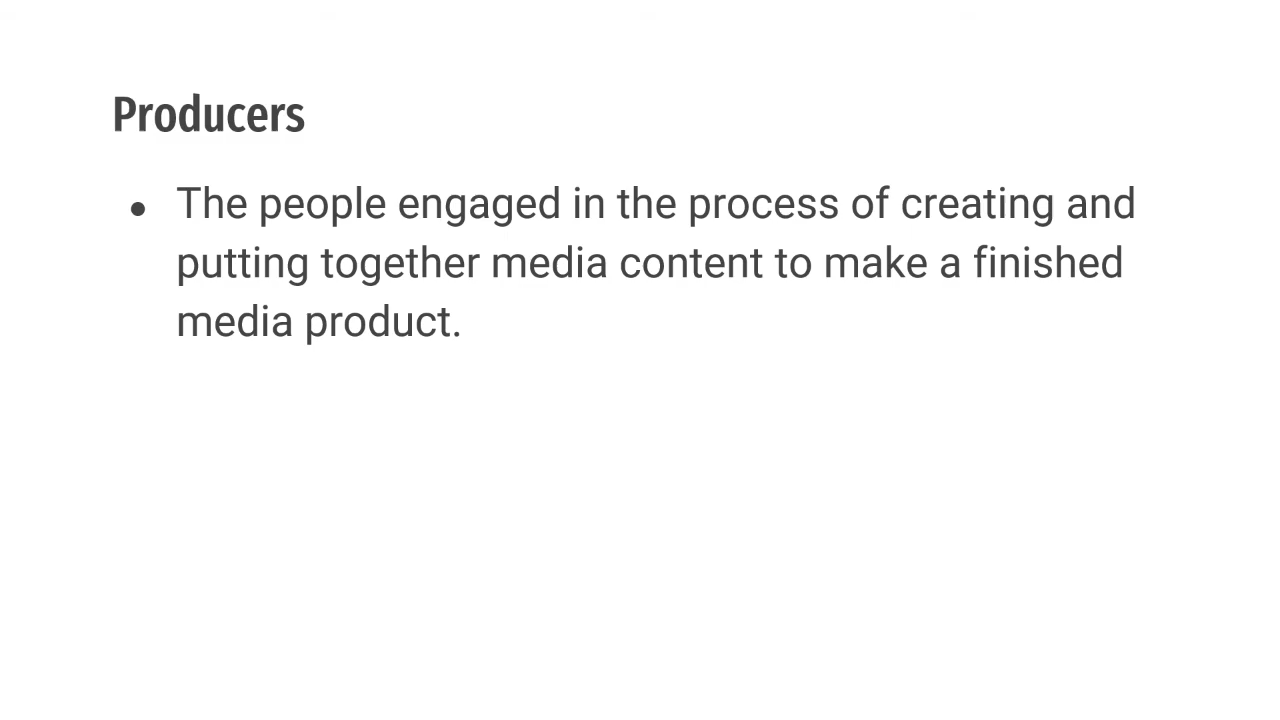 Producers
● The people engaged in the process of creating and
putting together media content to make a finished
media product.